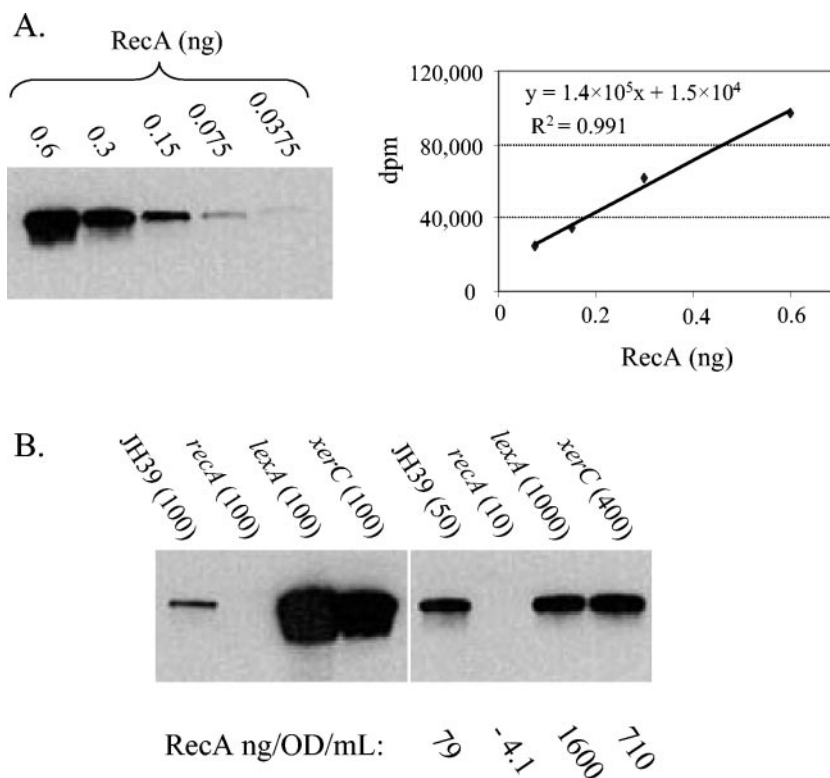 A.
RecA (ng)
0.6
0.3
0.15
0.075
0.0375
120,000
80,000
40,000
0
dpm
y = 1.4×10⁵x + 1.5×10⁴
R² = 0.991
0
0.2
0.4
0.6
RecA (ng)
B.
JH39 (100)
recA (100)
lexA (100)
xerC (100)
JH39 (50)
recA (10)
lexA (1000)
xerC (400)
RecA ng/OD/mL:
79
-4.1
1600
710